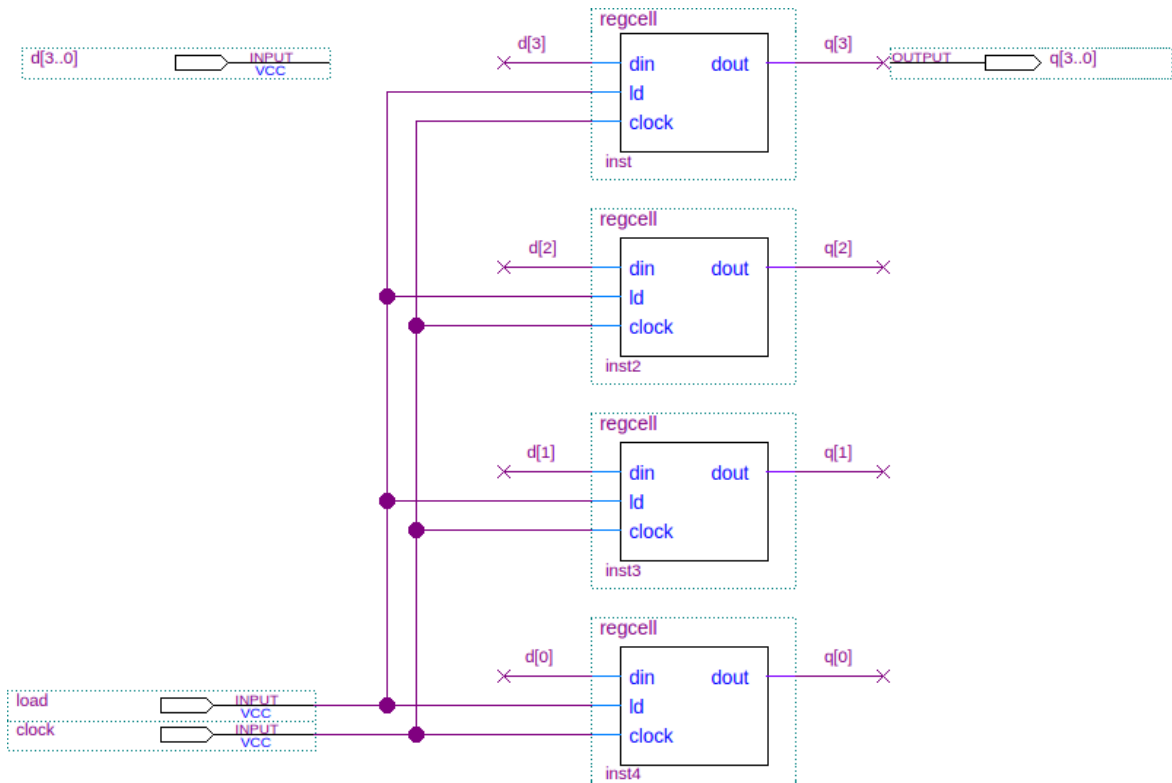 regcell
d[3..0]
INPUT
VCC
d[3]
q[3]
OUTPUT
q[3..0]
din
dout
ld
clock
inst
regcell
d[2]
q[2]
din
dout
ld
clock
inst2
regcell
d[1]
q[1]
din
dout
ld
clock
inst3
regcell
d[0]
q[0]
din
dout
load
INPUT
VCC
ld
clock
INPUT
VCC
clock
inst4